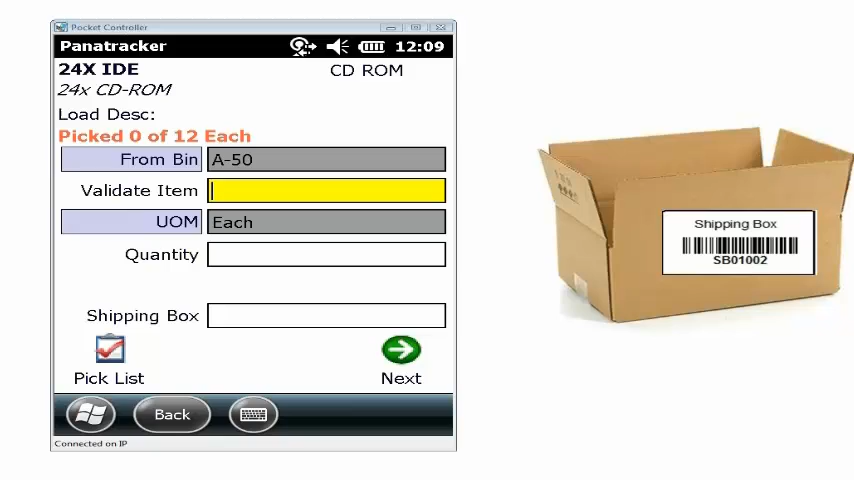 Pocket Controller
Panatracker 12:09
24X IDE CD ROM
24x CD-ROM
Load Desc:
Picked 0 of 12 Each
From Bin A-50
Validate Item
UOM Each
Quantity
Shipping Box
Pick List Next
Back
Connected on IP
Shipping Box
SB01002